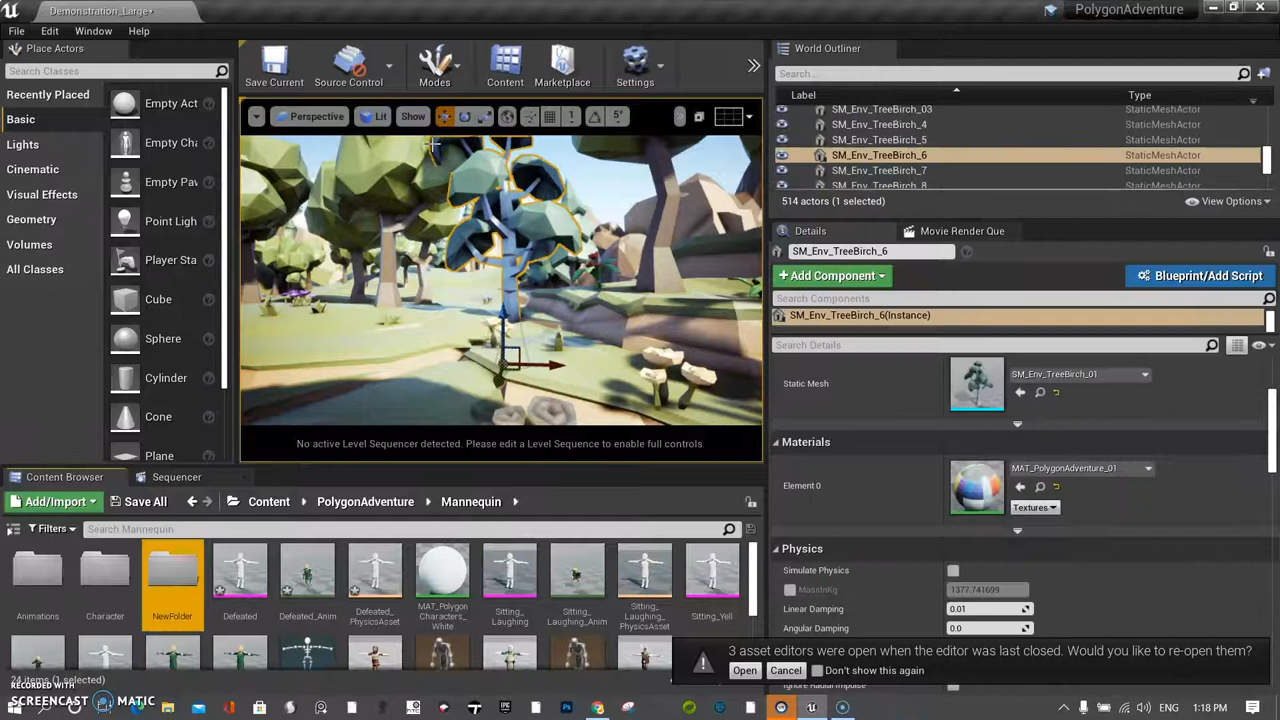 Demonstration_Large*
PolygonAdventure
File Edit Window Help
Place Actors
Search Classes
Recently Placed
Basic
Lights
Cinematic
Visual Effects
Geometry
Volumes
All Classes
Empty Act
Empty Cha
Empty Paw
Point Ligh
Player Sta
Cube
Sphere
Cylinder
Cone
Plane
Save Current
Source Control
Modes
Content
Marketplace
Settings
Perspective
Lit
Show
1
5°
No active Level Sequencer detected. Please edit a Level Sequence to enable full controls.
World Outliner
Search...
Label Type
SM_Env_TreeBirch_03 StaticMeshActor
SM_Env_TreeBirch_4 StaticMeshActor
SM_Env_TreeBirch_5 StaticMeshActor
SM_Env_TreeBirch_6 StaticMeshActor
SM_Env_TreeBirch_7 StaticMeshActor
SM_Env_TreeBirch_8 StaticMeshActor
514 actors (1 selected)
View Options
Details
Movie Render Que
SM_Env_TreeBirch_6
+ Add Component
Blueprint/Add Script
Search Components
SM_Env_TreeBirch_6(Instance)
Search Details
Static Mesh
SM_Env_TreeBirch_01
Materials
Element 0
MAT_PolygonAdventure_01
Textures
Physics
Simulate Physics
MassInKg 1377.741699
Linear Damping 0.01
Angular Damping 0.0
Ignore Radial Impulse
Content Browser
Sequencer
Add/Import
Save All
Content
PolygonAdventure
Mannequin
Filters
Search Mannequin
Animations
Character
NewFolder
Defeated
Defeated_Anim
Defeated_
PhysicsAsset
MAT_Polygon
Characters_
White
Sitting_
Laughing
Sitting_
Laughing_Anim
Sitting_
Laughing_
PhysicsAsset
Sitting_Yell
3 asset editors were open when the editor was last closed. Would you like to re-open them?
Open
Cancel
Don't show this again
RECORDED WITH
SCREENCAST MATIC
ENG
1:18 PM